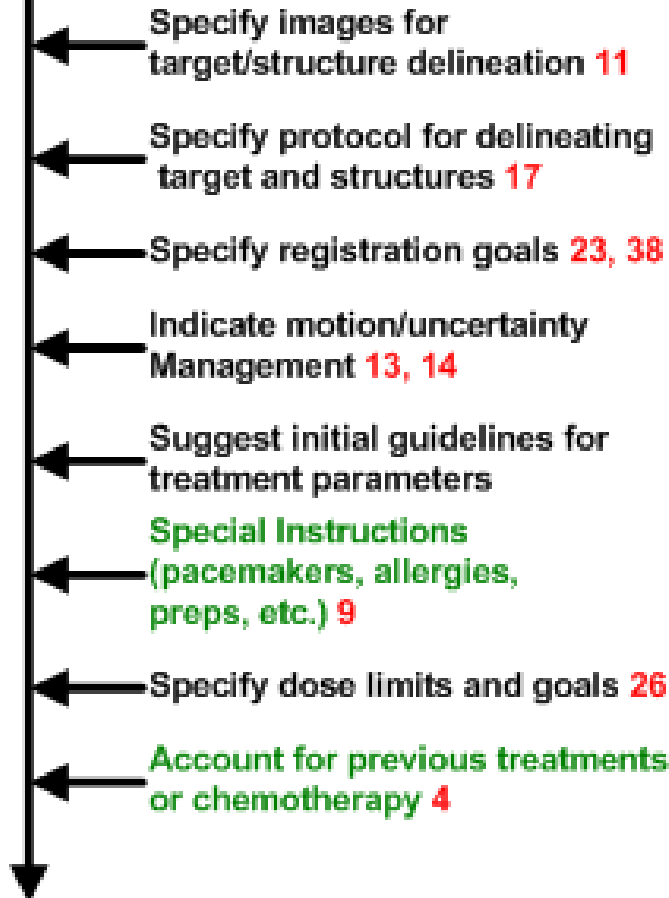 Specify images for
target/structure delineation 11
Specify protocol for delineating
target and structures 17
Specify registration goals 23, 38
Indicate motion/uncertainty
Management 13, 14
Suggest initial guidelines for
treatment parameters
Special Instructions
(pacemakers, allergies,
preps, etc.) 9
Specify dose limits and goals 26
Account for previous treatments
or chemotherapy 4